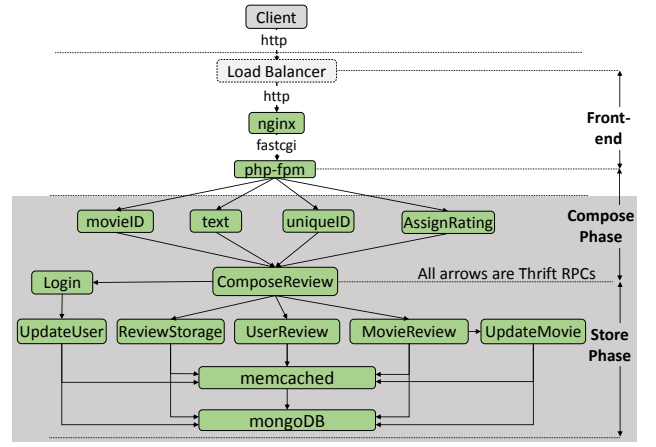 Client
http
Load Balancer
http
nginx
Front-
end
fastcgi
php-fpm
movieID
text
uniqueID
AssignRating
Compose
Phase
All arrows are Thrift RPCs
Login
ComposeReview
UpdateUser
ReviewStorage
UserReview
MovieReview
UpdateMovie
Store
Phase
memcached
mongoDB